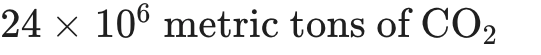 24 × 10⁶ metric tons of CO₂